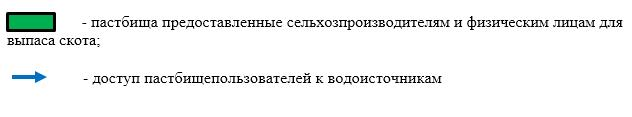 - пастбища предоставленные сельхозпроизводителям и физическим лицам для
выпаса скота;
- доступ пастбищепользователей к водоисточникам